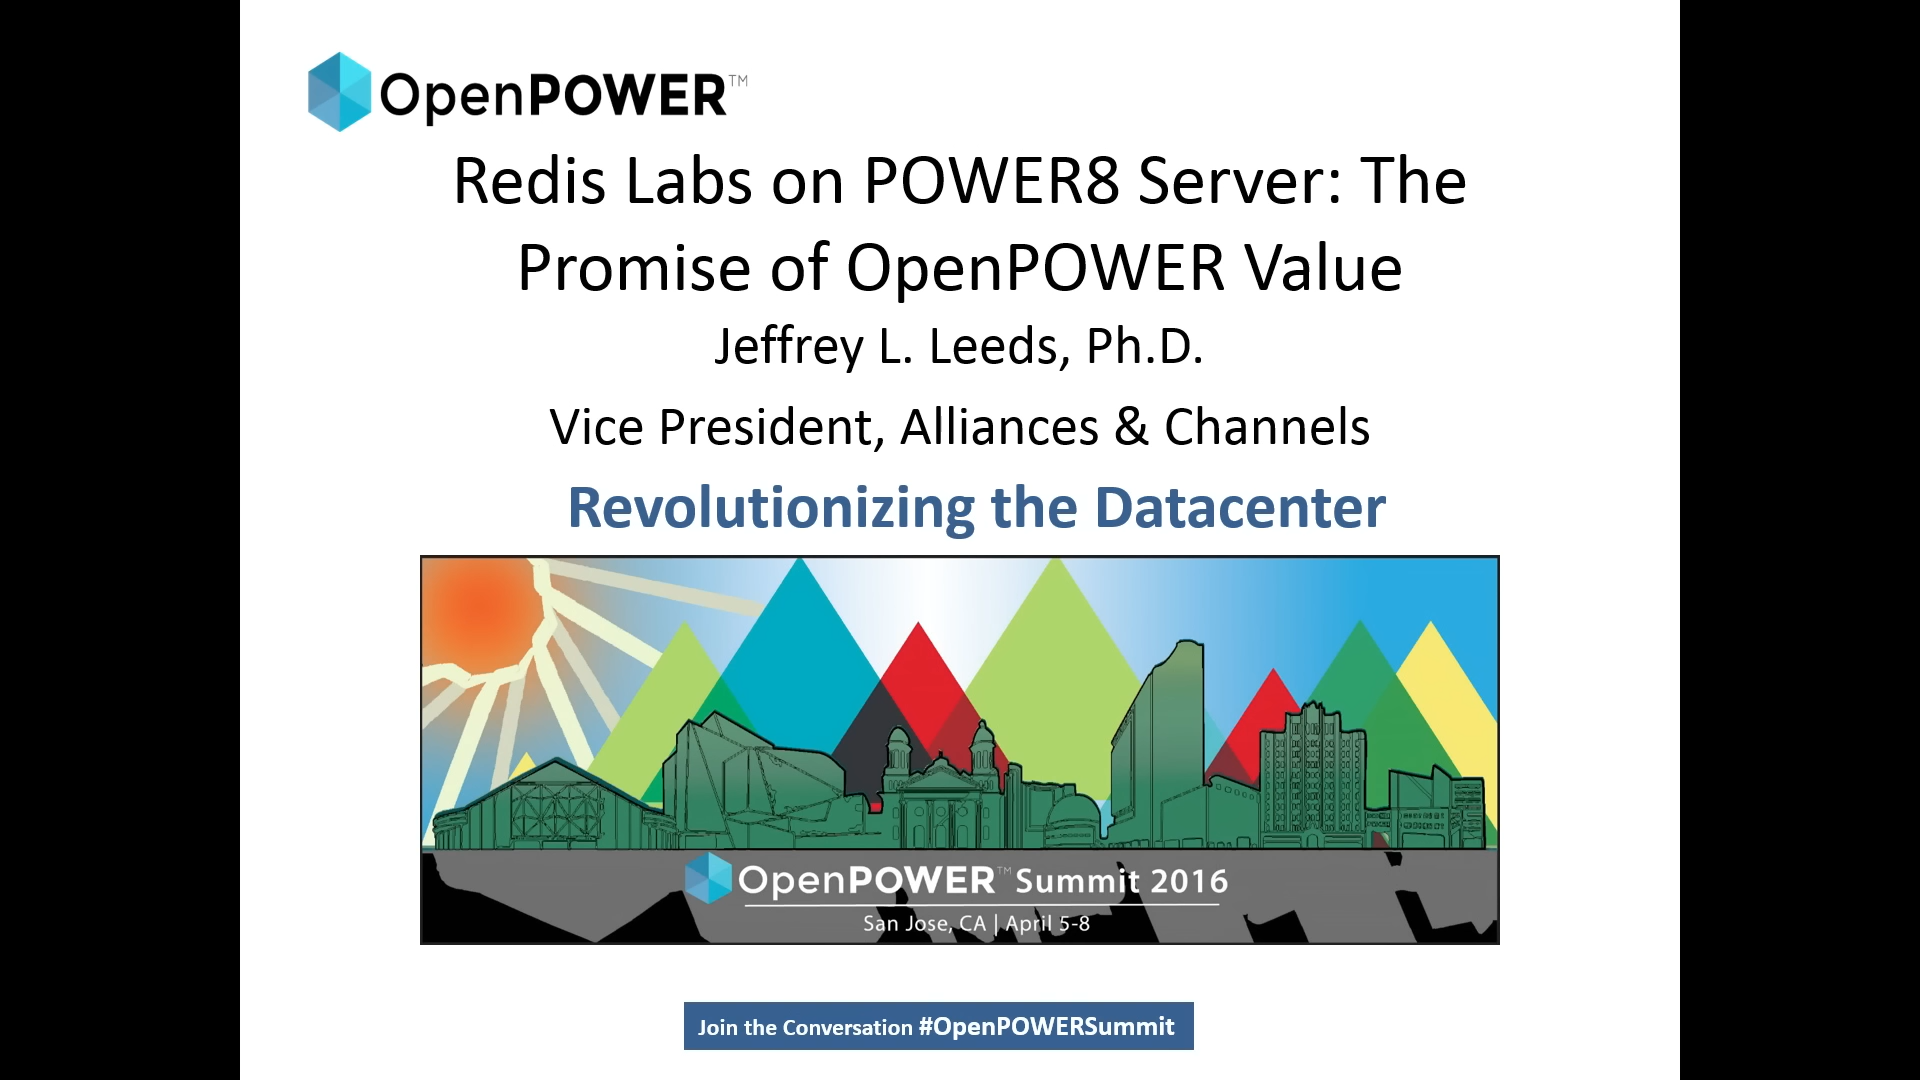 OpenPOWER™
Redis Labs on POWER8 Server: The
Promise of OpenPOWER Value
Jeffrey L. Leeds, Ph.D.
Vice President, Alliances & Channels
Revolutionizing the Datacenter
OpenPOWER™ Summit 2016
San Jose, CA | April 5-8
Join the Conversation #OpenPOWERSummit